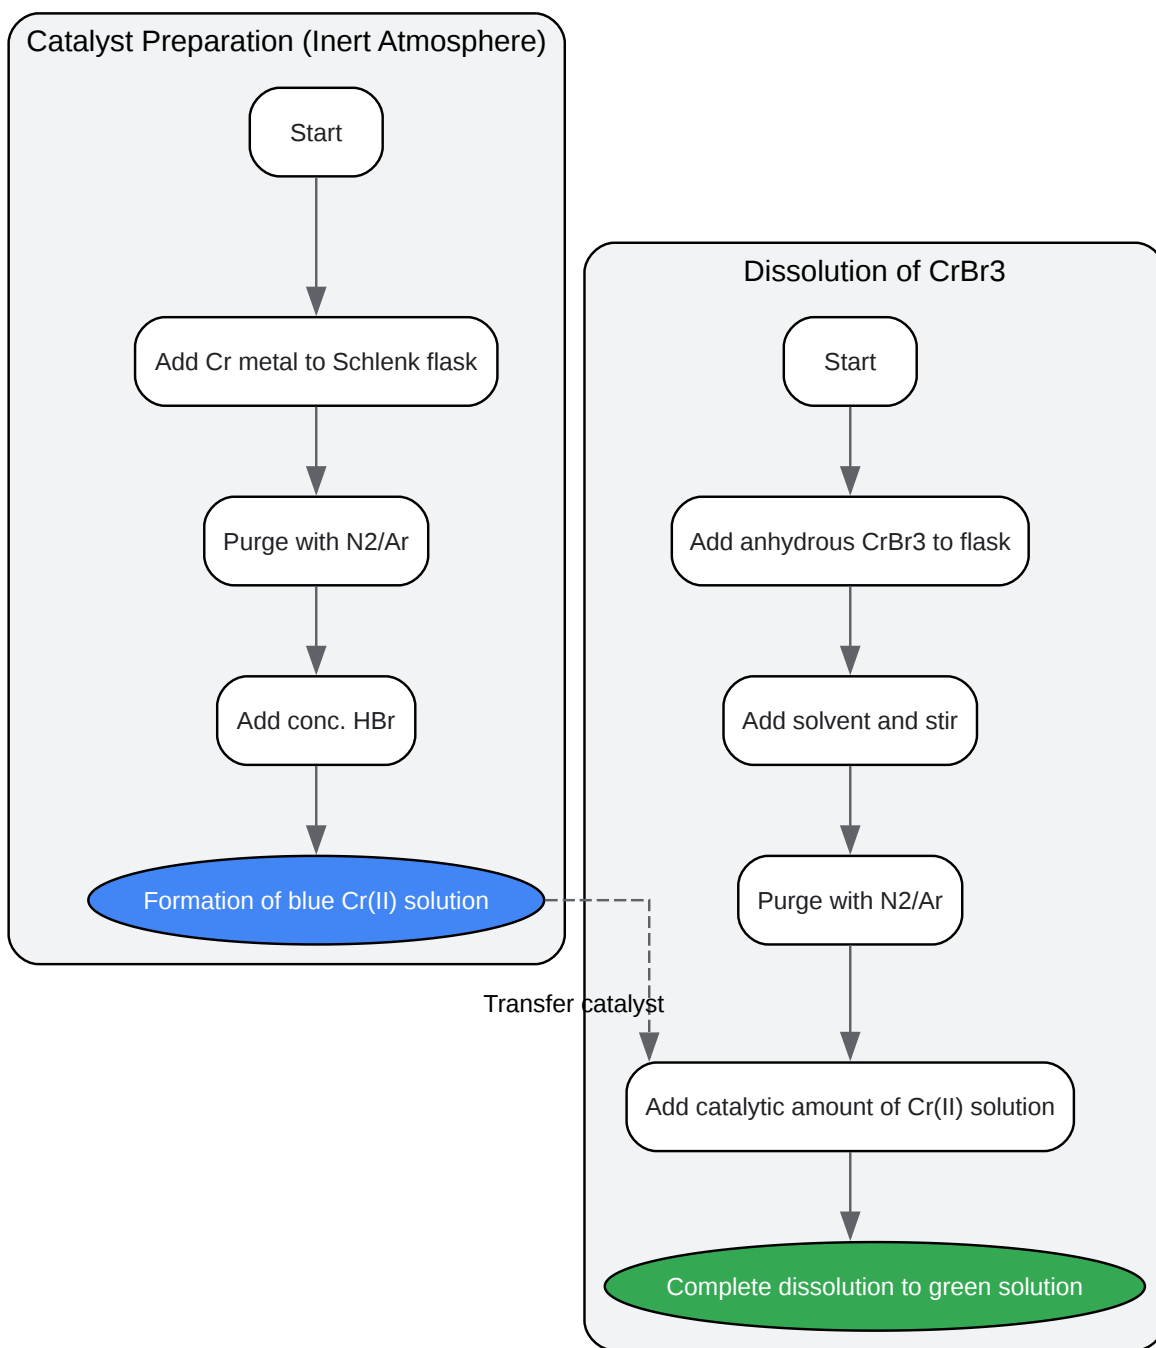 Catalyst Preparation (Inert Atmosphere)
Start
Add Cr metal to Schlenk flask
Purge with N2/Ar
Add conc. HBr
Formation of blue Cr(II) solution
Transfer catalyst
Dissolution of CrBr3
Start
Add anhydrous CrBr3 to flask
Add solvent and stir
Purge with N2/Ar
Add catalytic amount of Cr(II) solution
Complete dissolution to green solution